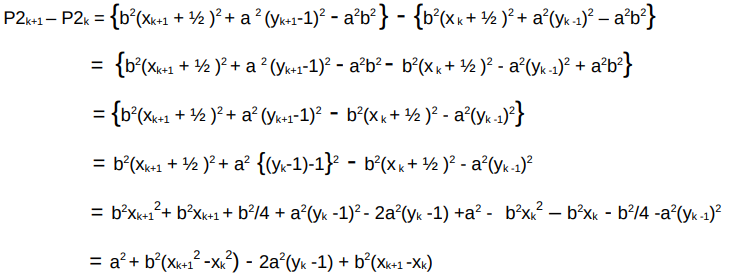 P2ₖ₊₁ – P2ₖ = {b²(xₖ₊₁ + ½ )² + a ² (yₖ₊₁-1)² - a²b² } - {b²(x ₖ + ½ )² + a²(yₖ -₁)² – a²b²}
= {b²(xₖ₊₁ + ½ )² + a ² (yₖ₊₁-1)² - a²b² - b²(x ₖ + ½ )² - a²(yₖ -₁)² + a²b²}
= {b²(xₖ₊₁ + ½ )² + a² (yₖ₊₁-1)² - b²(x ₖ + ½ )² - a²(yₖ -₁)²}
= b²(xₖ₊₁ + ½ )² + a² {(yₖ-1)-1}² - b²(x ₖ + ½ )² - a²(yₖ -₁)²
= b²xₖ₊₁² + b²xₖ₊₁ + b²/4 + a²(yₖ -1)² - 2a²(yₖ -1) +a² - b²xₖ² – b²xₖ - b²/4 -a²(yₖ -₁)²
= a² + b²(xₖ₊₁² -xₖ²) - 2a²(yₖ -1) + b²(xₖ₊₁ -xₖ)